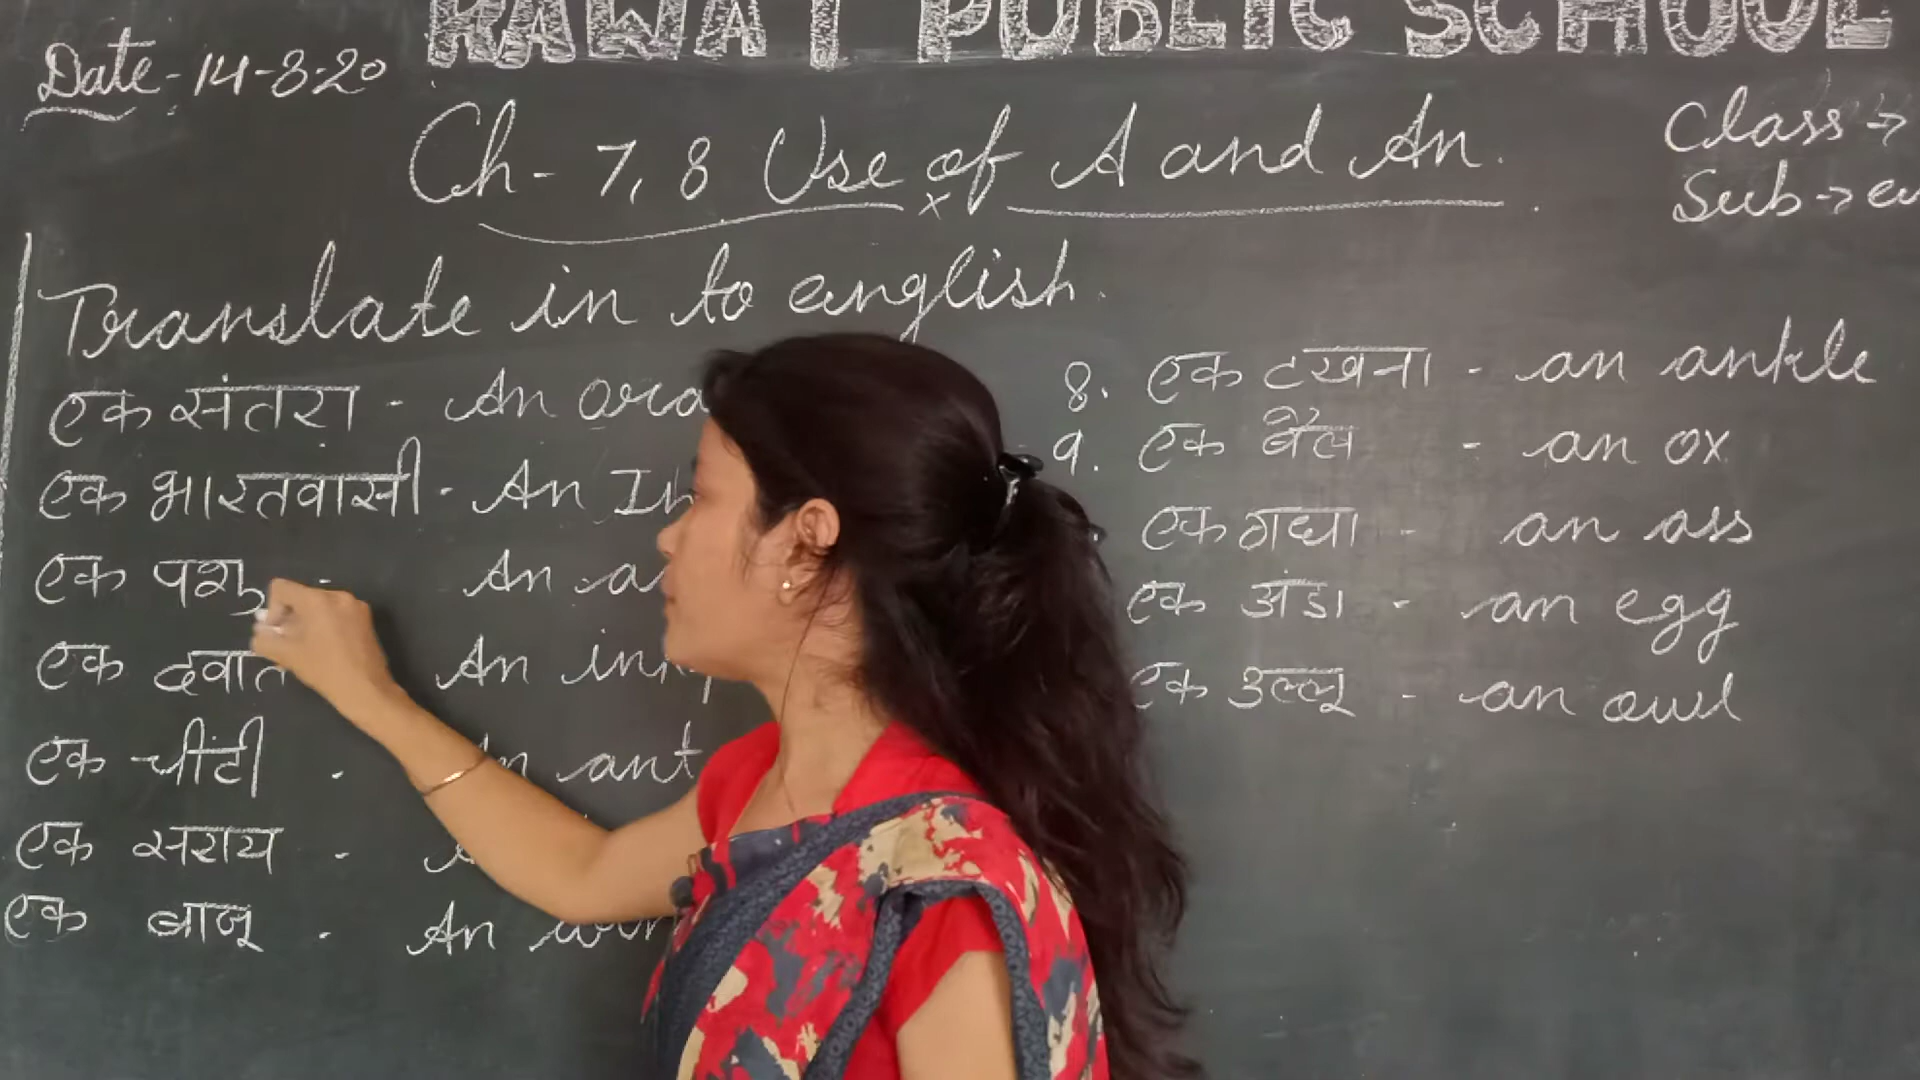 RAWAT PUBLIC SCHOOL
Date - 14-8-20
Ch - 7, 8 Use of A and An.
Class →
Sub →
Translate in to english.
एक संतरा - An
एक भारतवासी - An
एक पशु - An
एक दवात An
एक चींटी - An ant
एक सराय -
एक बाजू - An
8. एक टखना - an ankle
9. एक बैल - an ox
एक गधा - an ass
एक अंडा - an egg
एक उल्लू - an owl